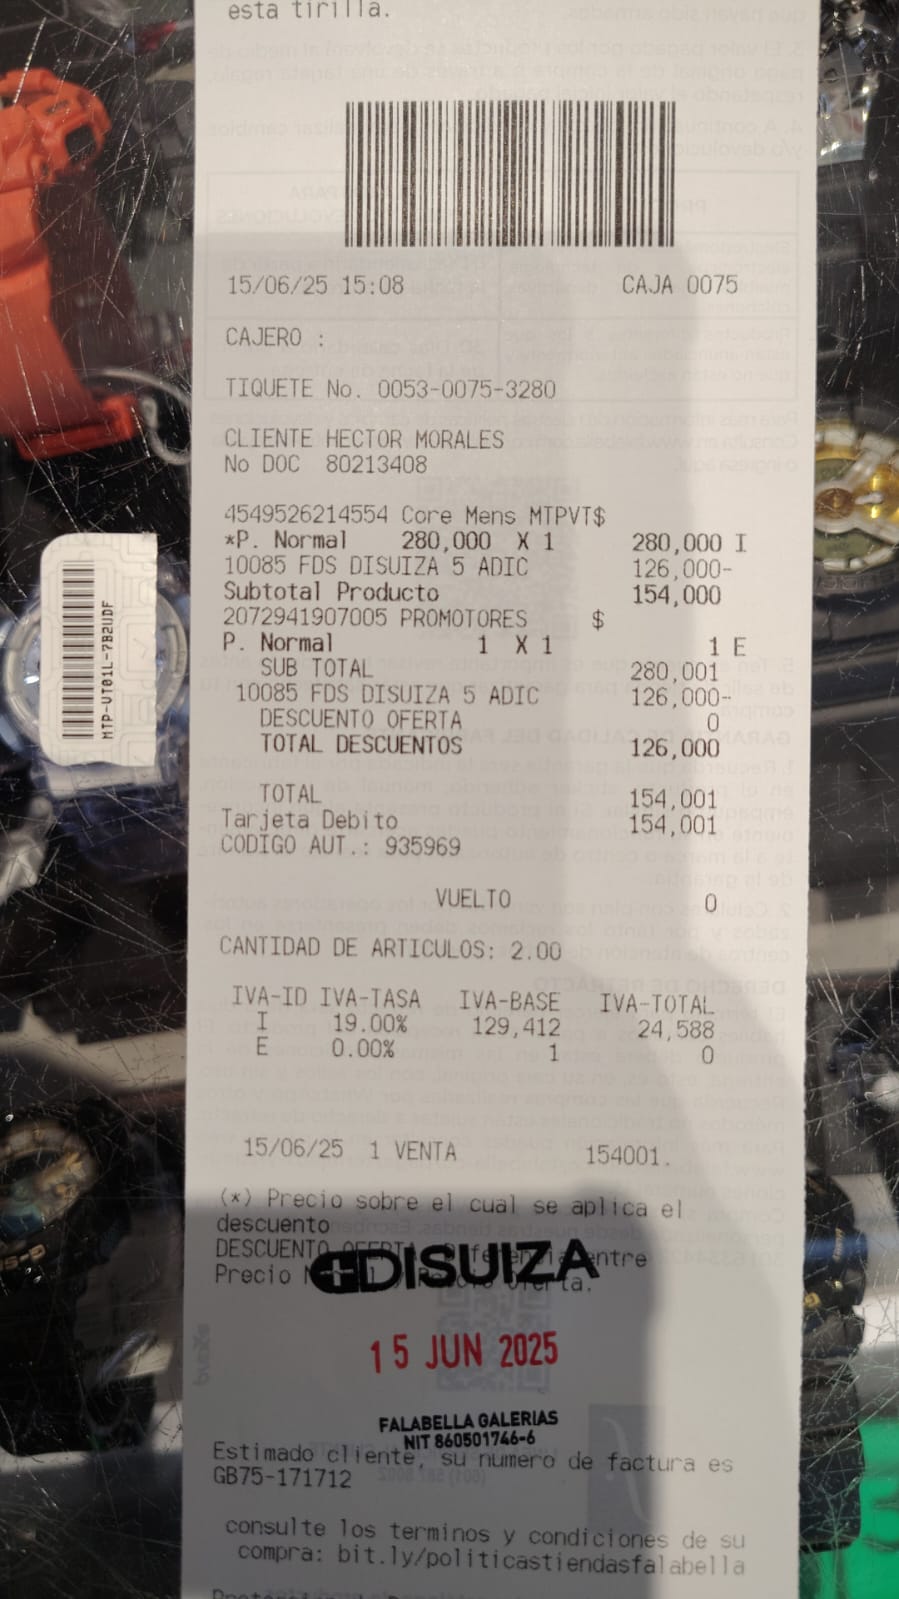 esta tirilla.
15/06/25 15:08 CAJA 0075
CAJERO :
TIQUETE No. 0053-0075-3280
CLIENTE HECTOR MORALES
No DOC 80213408
4549526214554 Core Mens MTPVT$
*P. Normal 280,000 X 1 280,000 I
10085 FDS DISUIZA 5 ADIC 126,000-
Subtotal Producto 154,000
2072941907005 PROMOTORES $
P. Normal 1 X 1 1 E
SUB TOTAL 280,001
10085 FDS DISUIZA 5 ADIC 126,000-
DESCUENTO OFERTA 0
TOTAL DESCUENTOS 126,000
TOTAL 154,001
Tarjeta Debito 154,001
CODIGO AUT.: 935969
VUELTO 0
CANTIDAD DE ARTICULOS: 2.00
IVA-ID IVA-TASA IVA-BASE IVA-TOTAL
I 19.00% 129,412 24,588
E 0.00% 1 0
15/06/25 1 VENTA 154001.
(*) Precio sobre el cual se aplica el
descuento
DESCUENTO OFERTA entre
Precio
DISUIZA
15 JUN 2025
FALABELLA GALERIAS
NIT 860501746-6
Estimado cliente, su numero de factura es
GB75-171712
consulte los terminos y condiciones de su
compra: bit.ly/politicastiendasfalabella
MTP-VT01L-7B2UDF